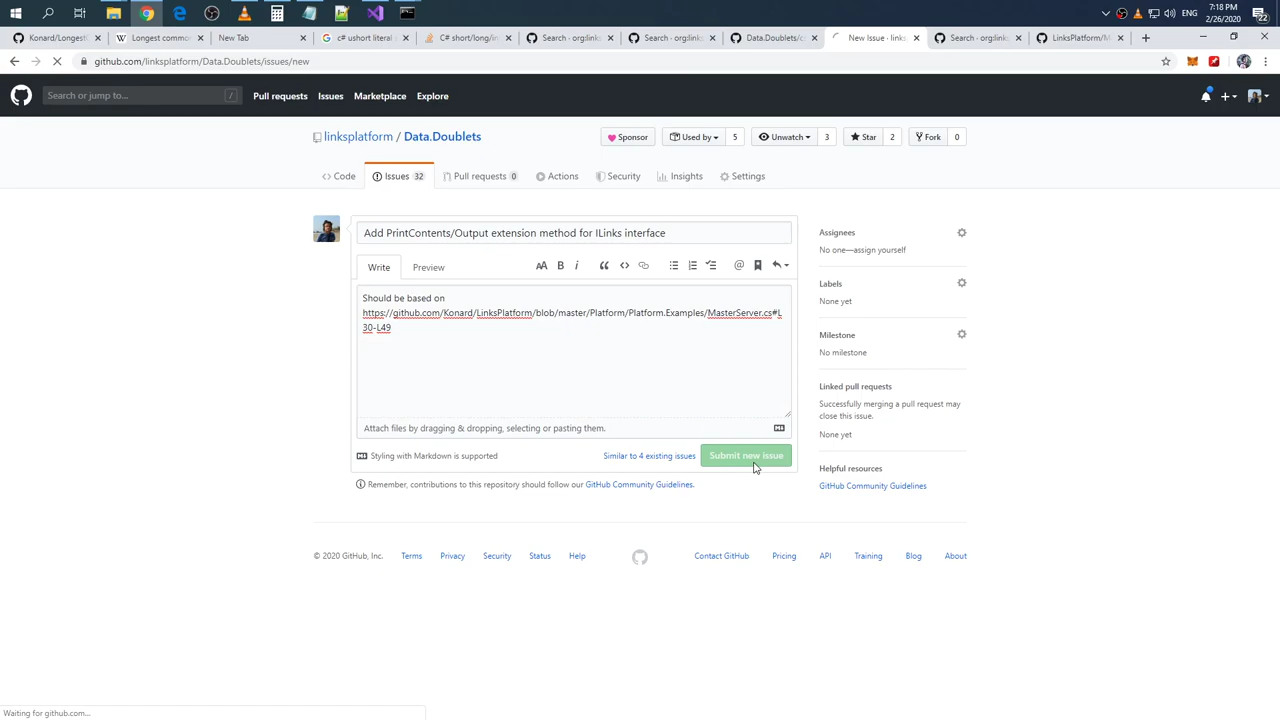 7:18 PM
ENG
2/26/2020
22
Konard/Longest
Longest commo
New Tab
c# ushort literal
C# short/long/in
Search · org:links
Search · org:links
Data.Doublets/c
New Issue · links
Search · org:links
LinksPlatform/M
github.com/linksplatform/Data.Doublets/issues/new
Search or jump to...
/
Pull requests
Issues
Marketplace
Explore
linksplatform / Data.Doublets
Sponsor
Used by
5
Unwatch
3
Star
2
Fork
0
Code
Issues 32
Pull requests 0
Actions
Security
Insights
Settings
Add PrintContents/Output extension method for ILinks interface
Write
Preview
Should be based on
https://github.com/Konard/LinksPlatform/blob/master/Platform/Platform.Examples/MasterServer.cs#L
30-L49
Attach files by dragging & dropping, selecting or pasting them.
Styling with Markdown is supported
Similar to 4 existing issues
Submit new issue
Remember, contributions to this repository should follow our GitHub Community Guidelines.
Assignees
No one—assign yourself
Labels
None yet
Milestone
No milestone
Linked pull requests
Successfully merging a pull request may
close this issue.
None yet
Helpful resources
GitHub Community Guidelines
© 2020 GitHub, Inc.
Terms
Privacy
Security
Status
Help
Contact GitHub
Pricing
API
Training
Blog
About
Waiting for github.com...